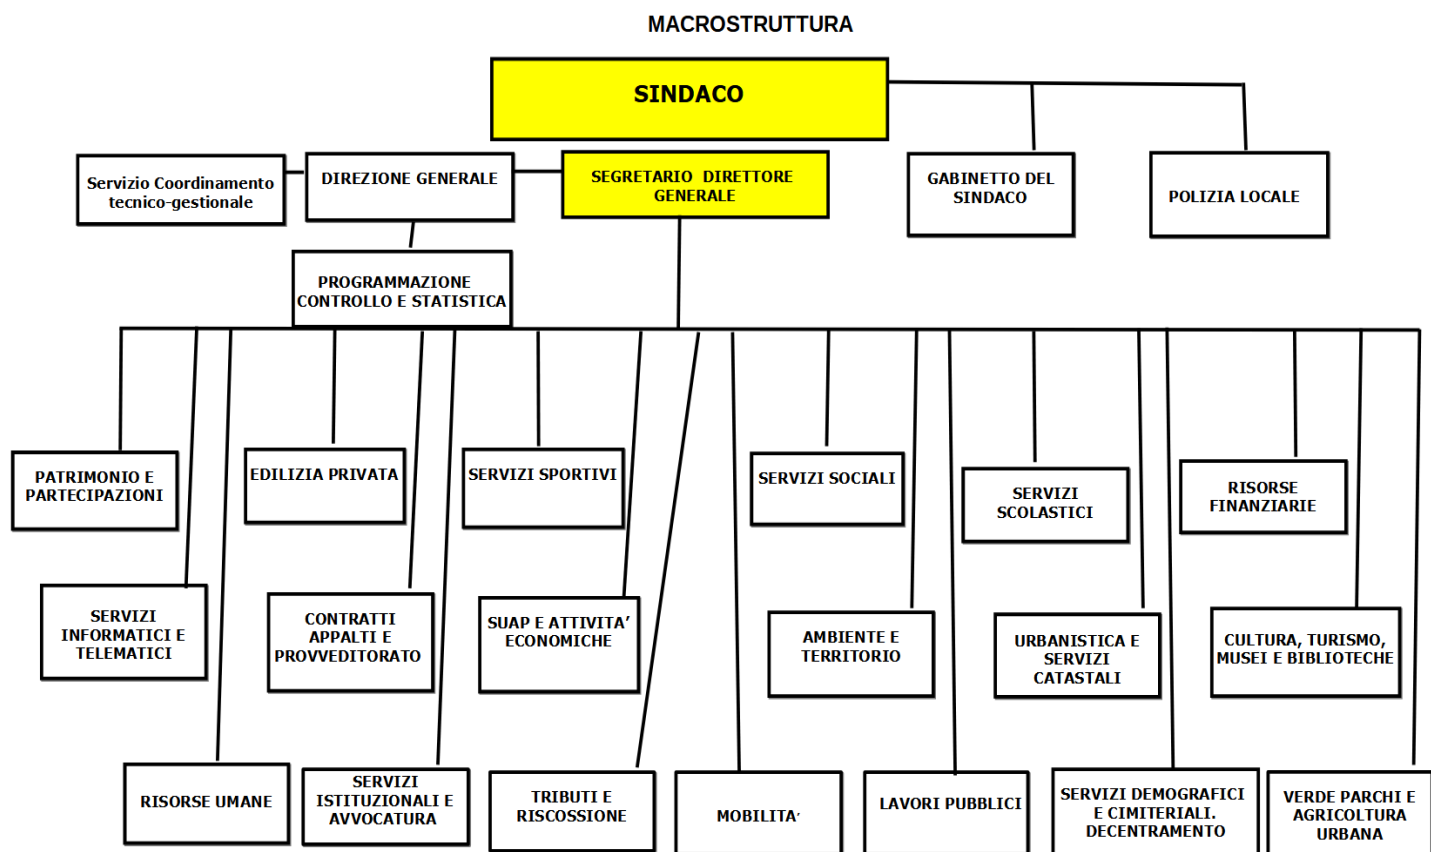 MACROSTRUTTURA
SINDACO
Servizio Coordinamento
tecnico-gestionale
DIREZIONE GENERALE
SEGRETARIO DIRETTORE
GENERALE
GABINETTO DEL
SINDACO
POLIZIA LOCALE
PROGRAMMAZIONE
CONTROLLO E STATISTICA
PATRIMONIO E
PARTECIPAZIONI
EDILIZIA PRIVATA
SERVIZI SPORTIVI
SERVIZI SOCIALI
SERVIZI
SCOLASTICI
RISORSE
FINANZIARIE
SERVIZI
INFORMATICI E
TELEMATICI
CONTRATTI
APPALTI E
PROVVEDITORATO
SUAP E ATTIVITA’
ECONOMICHE
AMBIENTE E
TERRITORIO
URBANISTICA E
SERVIZI
CATASTALI
CULTURA, TURISMO,
MUSEI E BIBLIOTECHE
RISORSE UMANE
SERVIZI
ISTITUZIONALI E
AVVOCATURA
TRIBUTI E
RISCOSSIONE
MOBILITA’
LAVORI PUBBLICI
SERVIZI DEMOGRAFICI
E CIMITERIALI.
DECENTRAMENTO
VERDE PARCHI E
AGRICOLTURA
URBANA